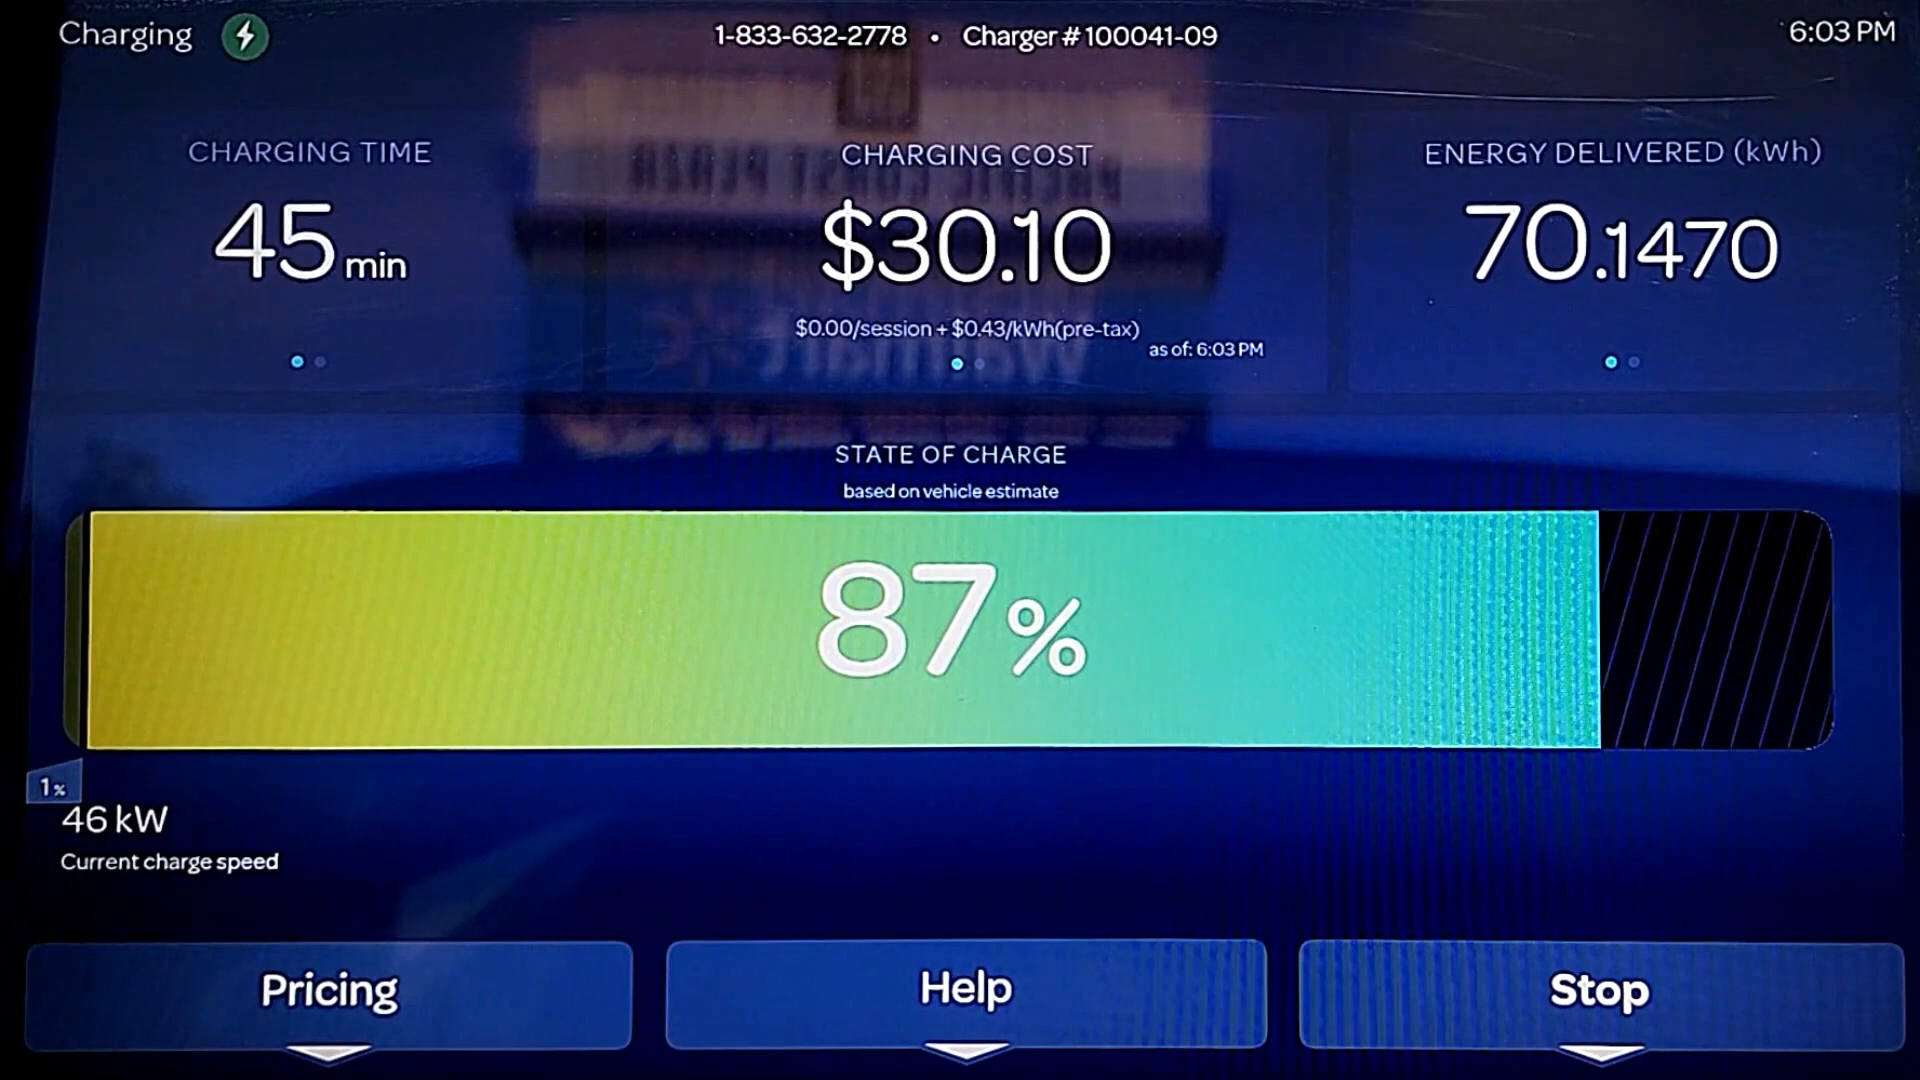 Charging
1-833-632-2778 • Charger # 100041-09
6:03 PM
CHARGING TIME
45 min
CHARGING COST
$30.10
$0.00/session + $0.43/kWh(pre-tax)
as of: 6:03 PM
ENERGY DELIVERED (kWh)
70.1470
STATE OF CHARGE
based on vehicle estimate
87%
1%
46 kW
Current charge speed
Pricing
Help
Stop